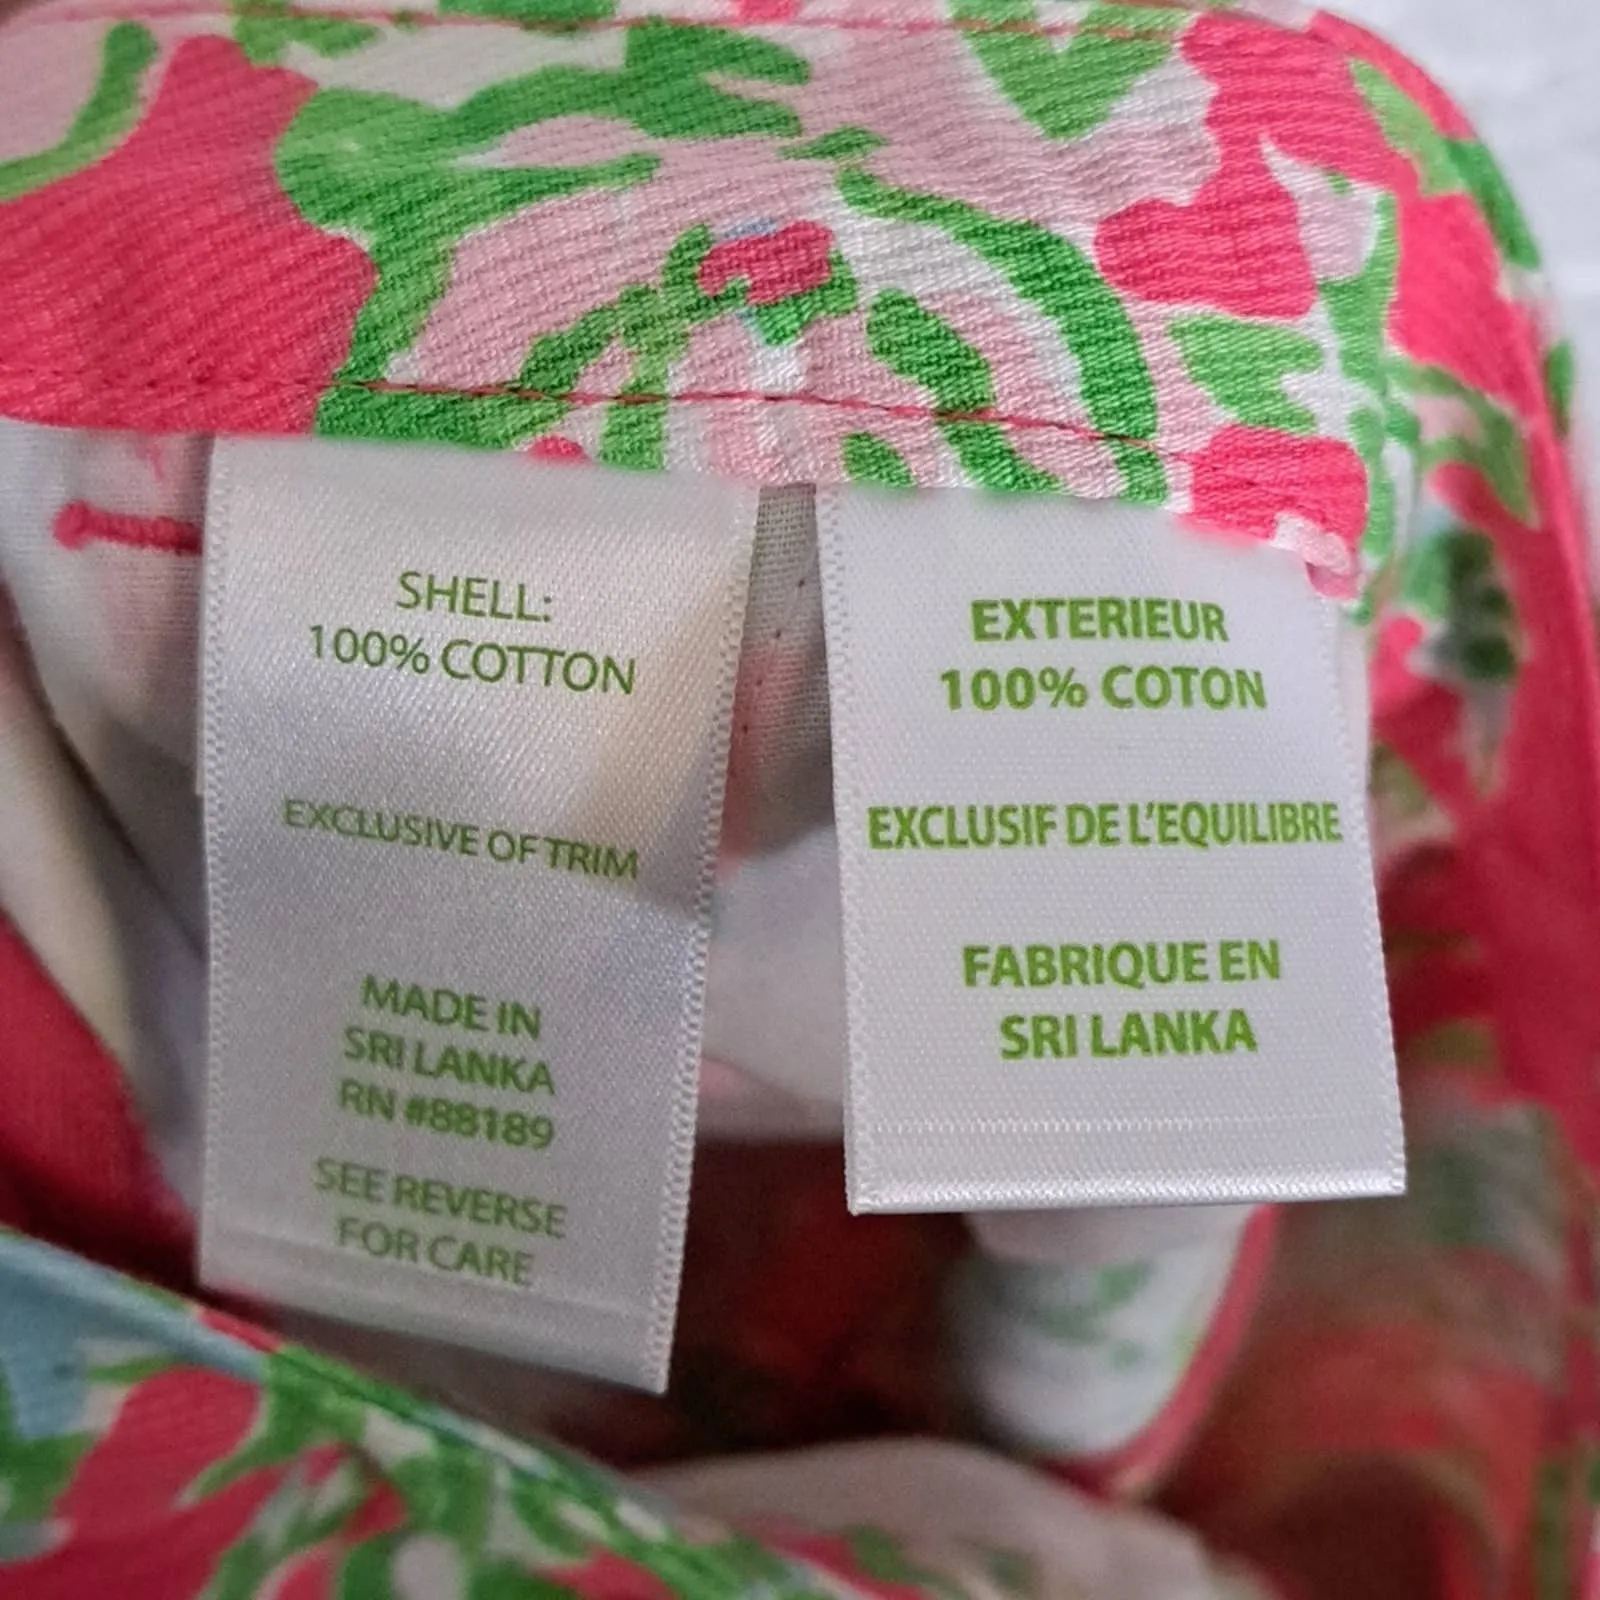 SHELL:
100% COTTON
EXCLUSIVE OF TRIM
MADE IN
SRI LANKA
RN #88189
SEE REVERSE
FOR CARE
EXTERIEUR
100% COTON
EXCLUSIF DE L'EQUILIBRE
FABRIQUE EN
SRI LANKA